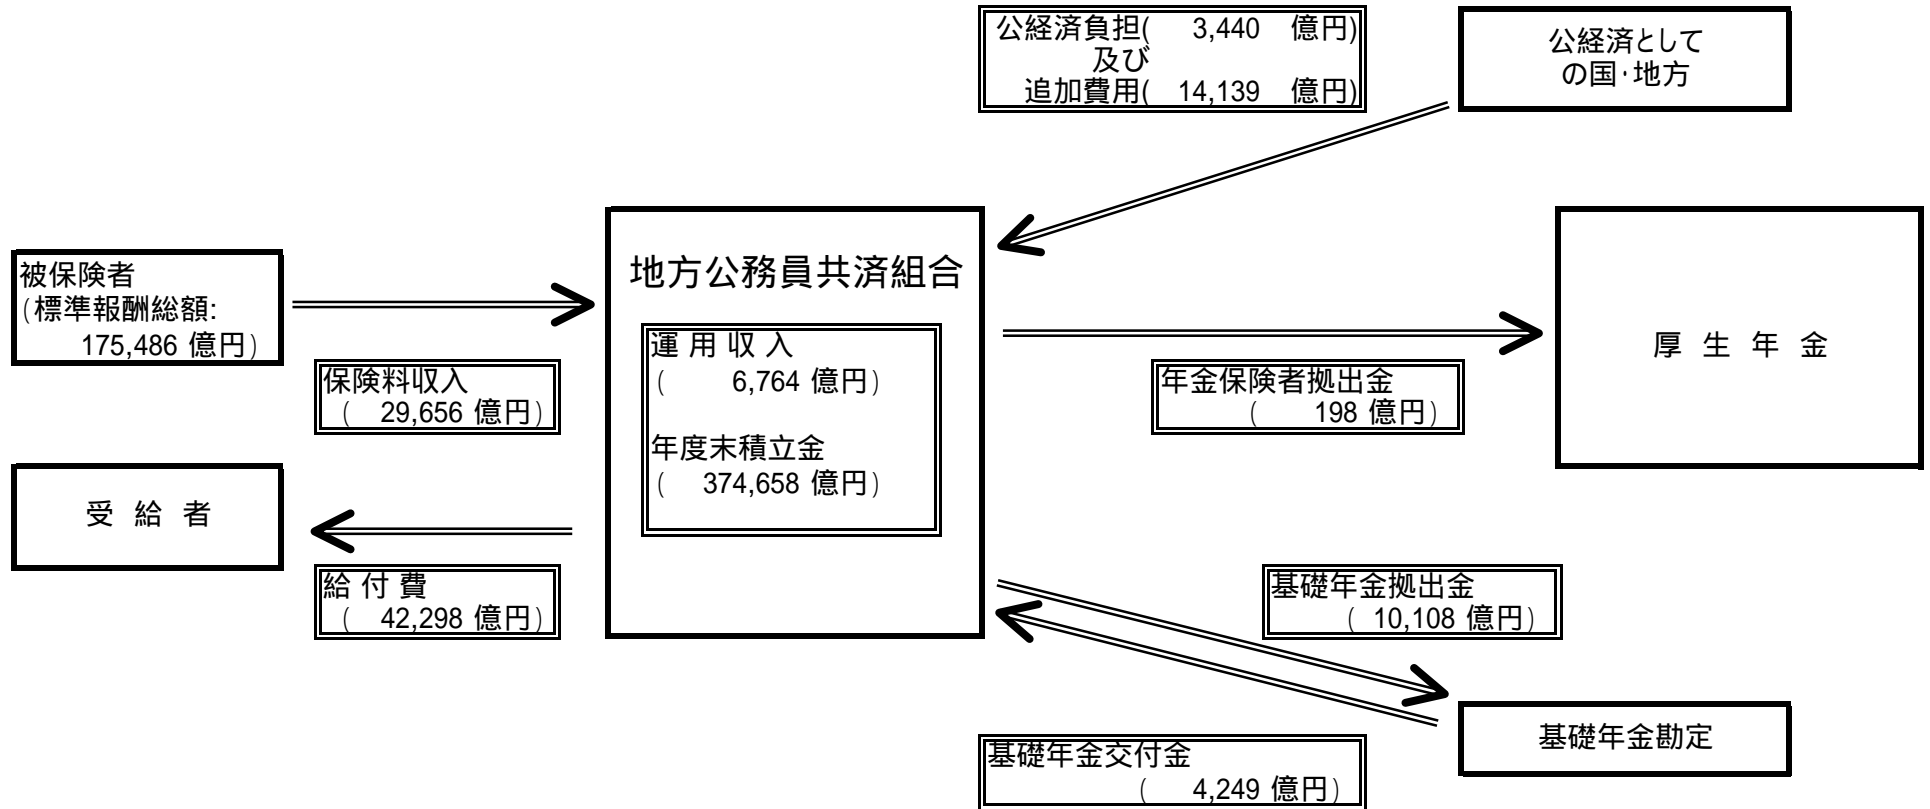 公経済負担( 3,440 億円)
及び
追加費用( 14,139 億円)
公経済として
の国・地方
被保険者
(標準報酬総額:
175,486 億円)
保険料収入
( 29,656 億円)
受 給 者
給 付 費
( 42,298 億円)
地方公務員共済組合
運 用 収 入
( 6,764 億円)
年度末積立金
( 374,658 億円)
年金保険者拠出金
( 198 億円)
厚 生 年 金
基礎年金拠出金
( 10,108 億円)
基礎年金交付金
( 4,249 億円)
基礎年金勘定